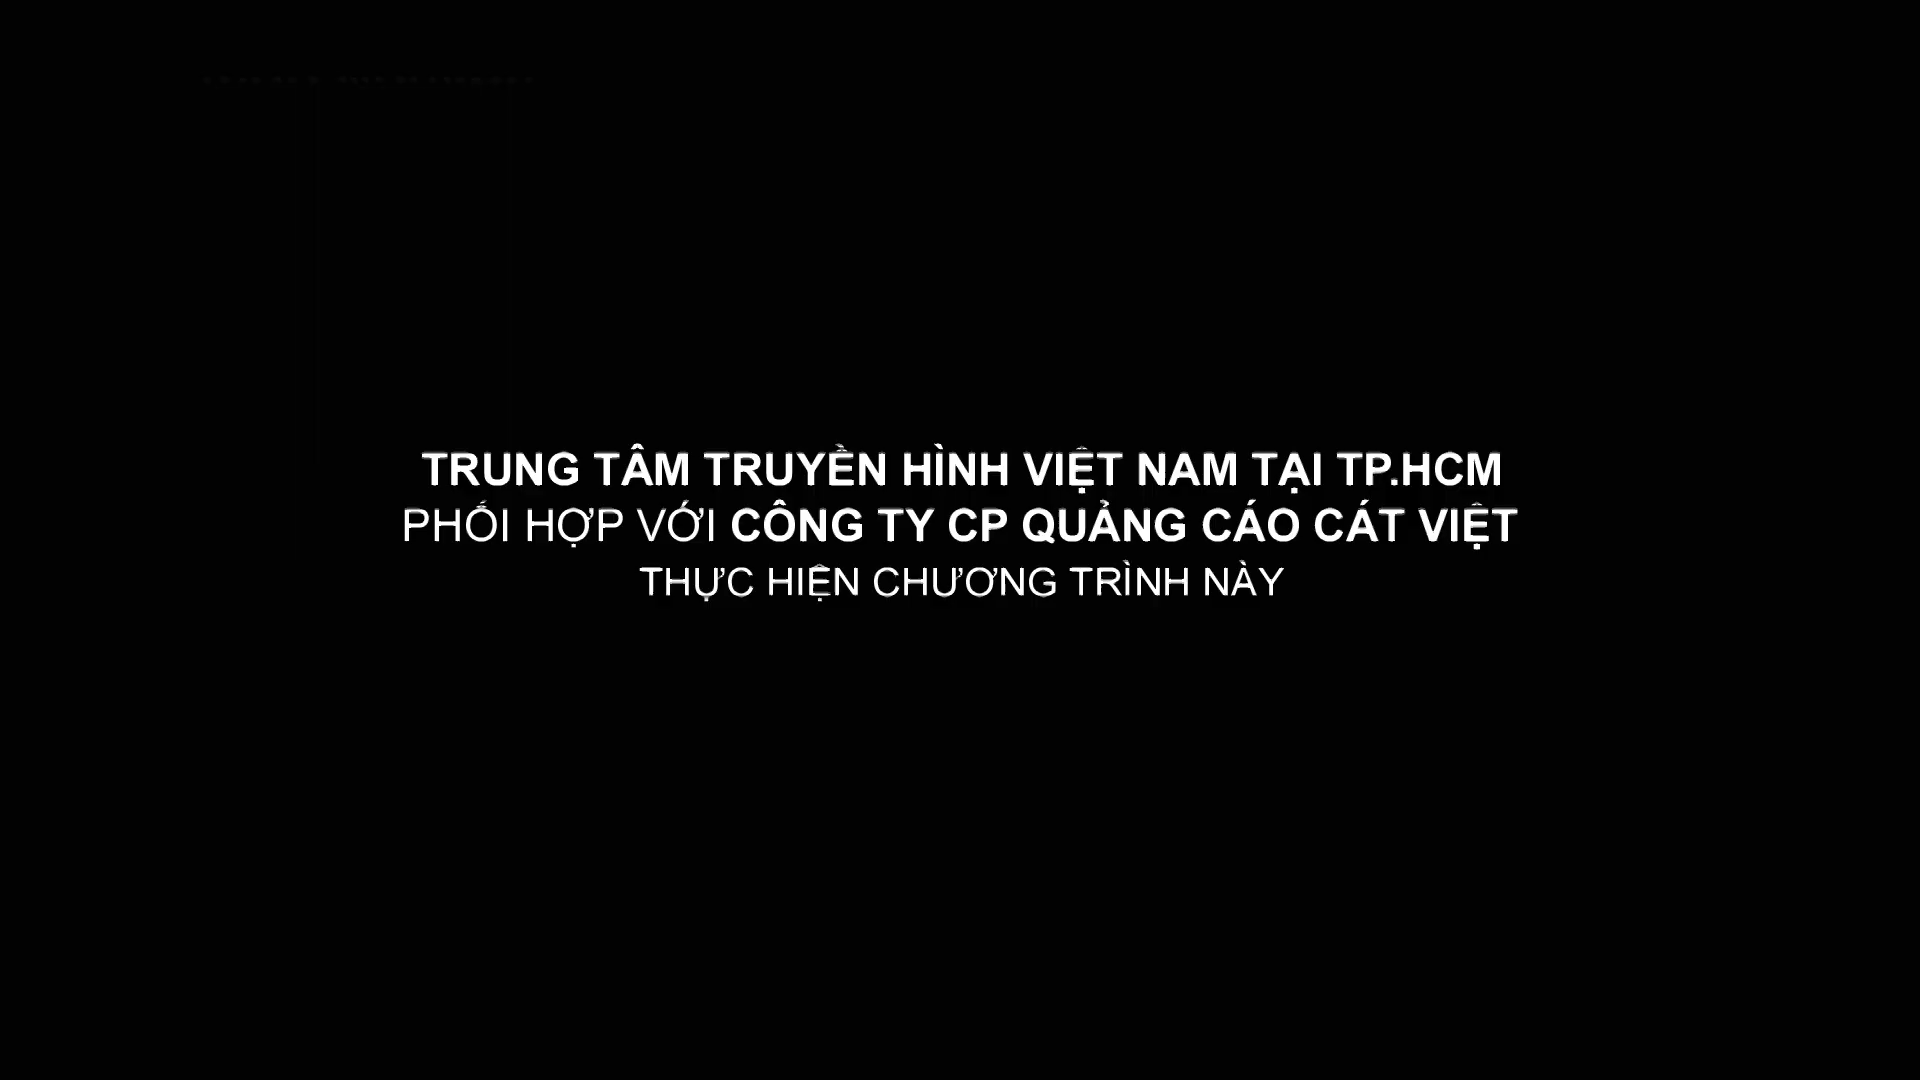 TRUNG TÂM TRUYỀN HÌNH VIỆT NAM TẠI TP.HCM
PHỐI HỢP VỚI CÔNG TY CP QUẢNG CÁO CÁT VIỆT
THỰC HIỆN CHƯƠNG TRÌNH NÀY